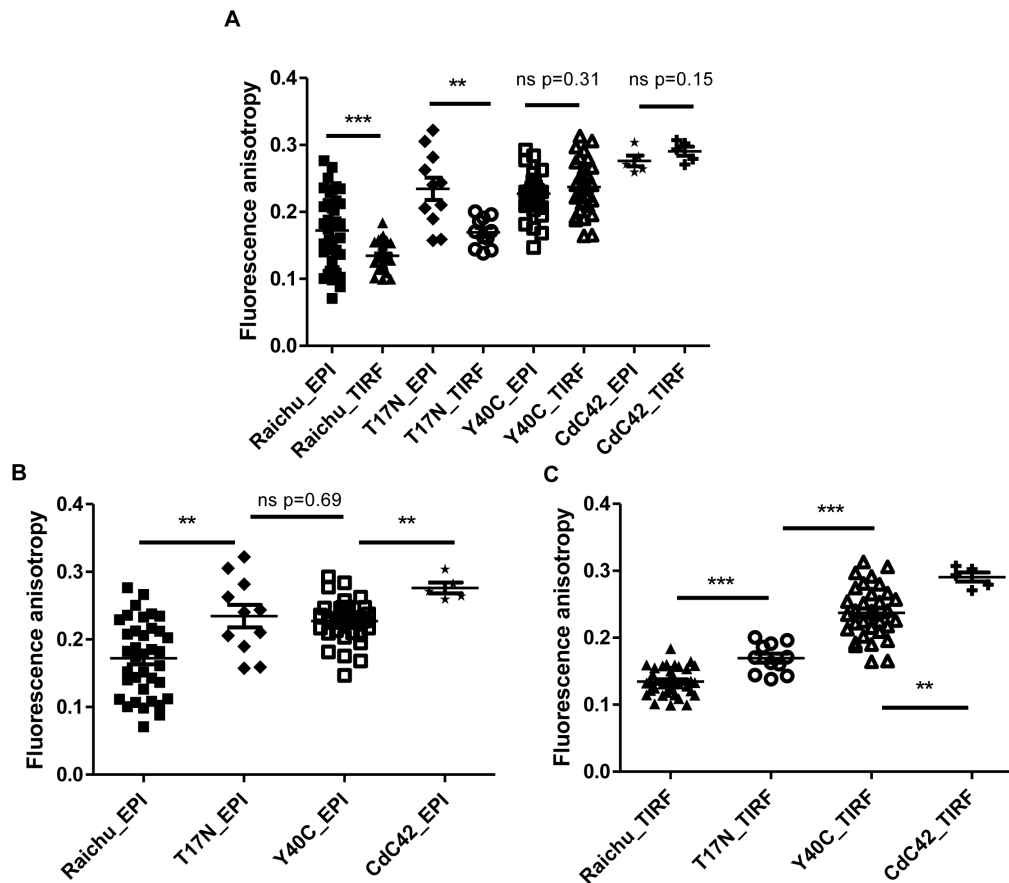 A
Fluorescence anisotropy
0.4
0.3
0.2
0.1
0.0
***
**
ns p=0.31
ns p=0.15
Raichu_EPI
Raichu_TIRF
T17N_EPI
T17N_TIRF
Y40C_EPI
Y40C_TIRF
CdC42_EPI
CdC42_TIRF
B
Fluorescence anisotropy
0.4
0.3
0.2
0.1
0.0
**
ns p=0.69
**
Raichu_EPI
T17N_EPI
Y40C_EPI
CdC42_EPI
C
Fluorescence anisotropy
0.4
0.3
0.2
0.1
0.0
***
***
**
Raichu_TIRF
T17N_TIRF
Y40C_TIRF
CdC42_TIRF